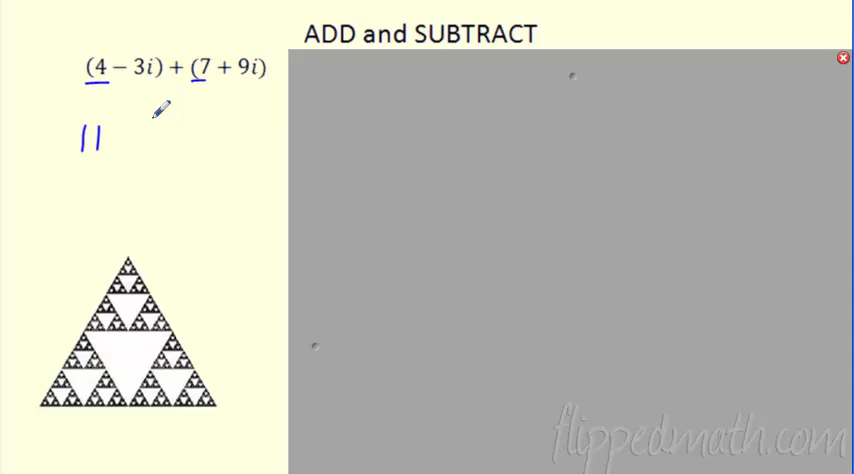 ADD and SUBTRACT
(4 − 3i) + (7 + 9i)
11
flippedmath.com